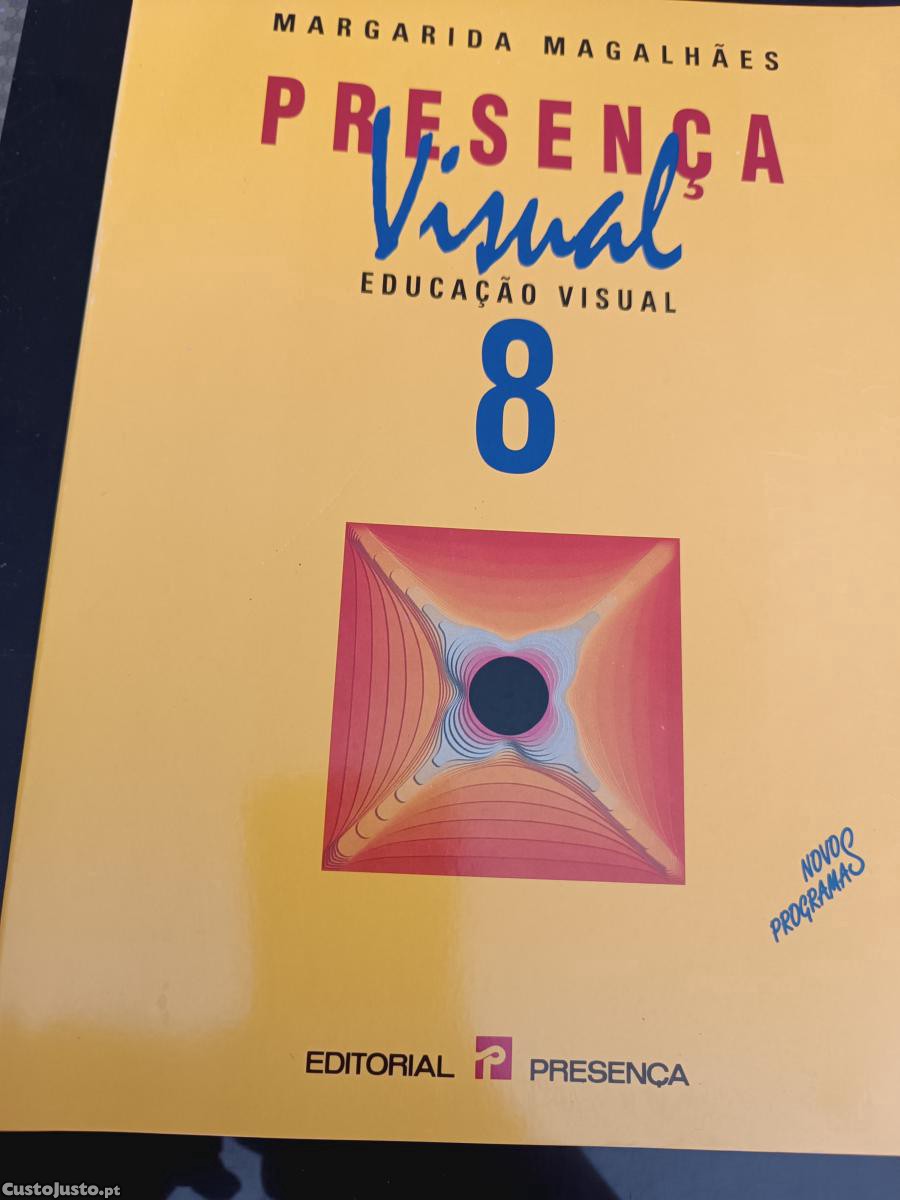 MARGARIDA MAGALHÃES
PRESENÇA
Visual
EDUCAÇÃO VISUAL
8
NOVOS
PROGRAMAS
EDITORIAL PRESENÇA
CustoJusto.pt